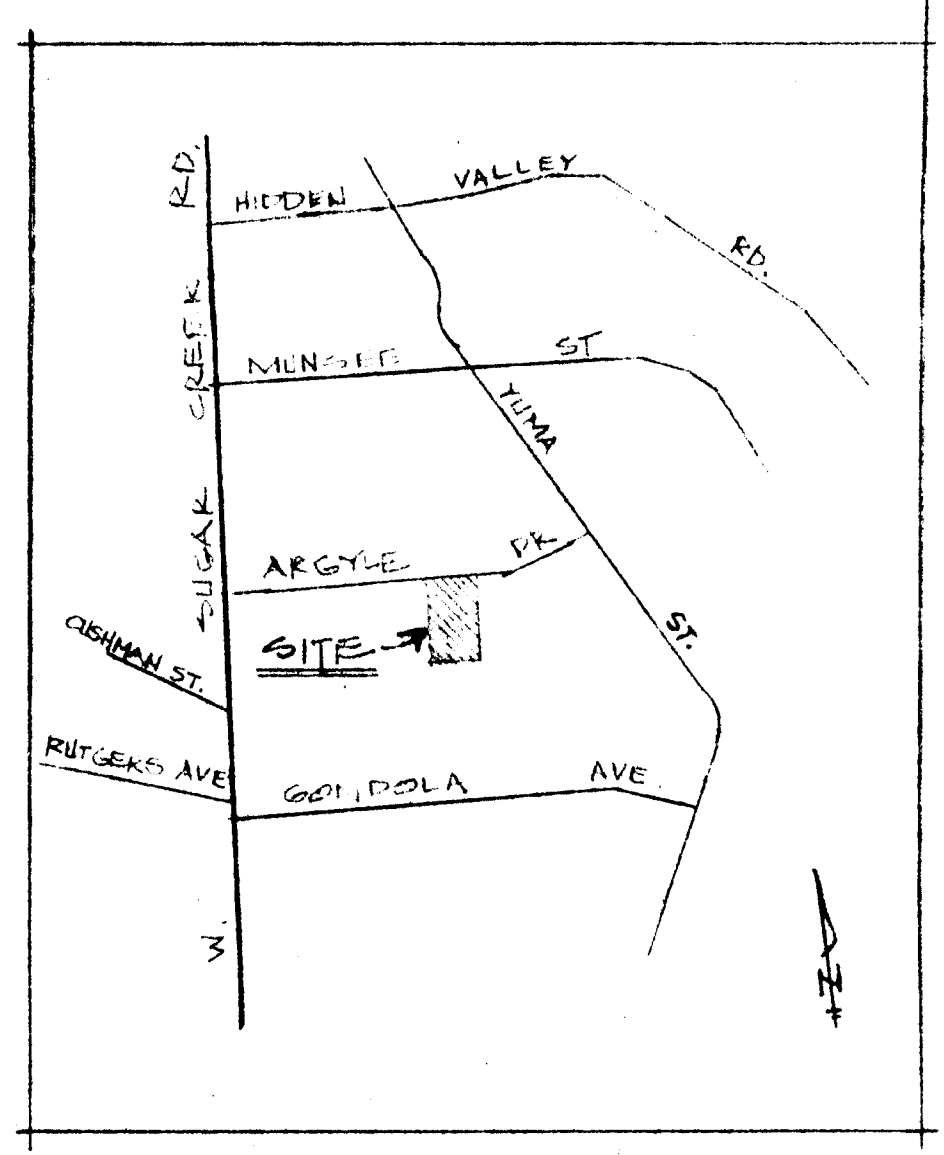 HIDDEN VALLEY RD.
MUNSEE ST
YUMA ST.
ARGYLE DR
SITE
CUSHMAN ST.
RUTGERS AVE
GONDOLA AVE
W. SUGAR CREEK RD.
N